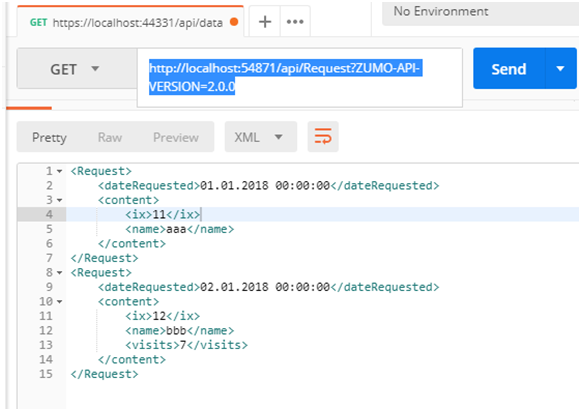 GET https://localhost:44331/api/data
No Environment
GET
http://localhost:54871/api/Request?ZUMO-API-
VERSION=2.0.0
Send
Pretty Raw Preview XML
1 <Request>
2 <dateRequested>01.01.2018 00:00:00</dateRequested>
3 <content>
4 <ix>11</ix>
5 <name>aaa</name>
6 </content>
7 </Request>
8 <Request>
9 <dateRequested>02.01.2018 00:00:00</dateRequested>
10 <content>
11 <ix>12</ix>
12 <name>bbb</name>
13 <visits>7</visits>
14 </content>
15 </Request>